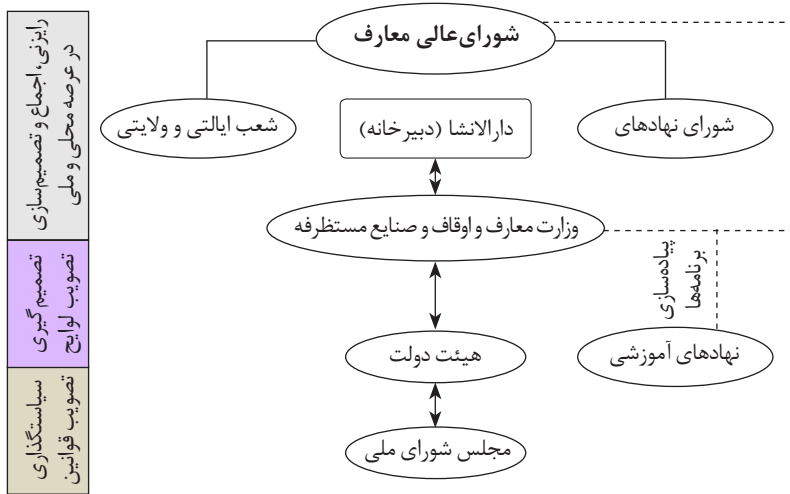 شورای‌عالی معارف
شورای نهادهای
دارالانشا (دبیرخانه)
شعب ایالتی و ولایتی
وزارت معارف و اوقاف و صنایع مستظرفه
پیاده‌سازی
برنامه‌ها
نهادهای آموزشی
هیئت دولت
مجلس شورای ملی
رایزنی، اجماع و تصمیم‌سازی
در عرصه محلی و ملی
تصمیم گیری
تصویب لوایح
سیاستگذاری
تصویب قوانین